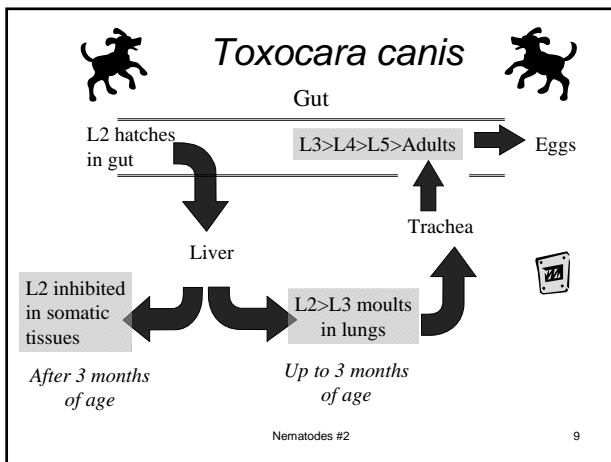 Toxocara canis
Gut
L2 hatches
in gut
L3>L4>L5>Adults
Eggs
Trachea
Liver
L2 inhibited
in somatic
tissues
L2>L3 moults
in lungs
After 3 months
of age
Up to 3 months
of age
Nematodes #2
9